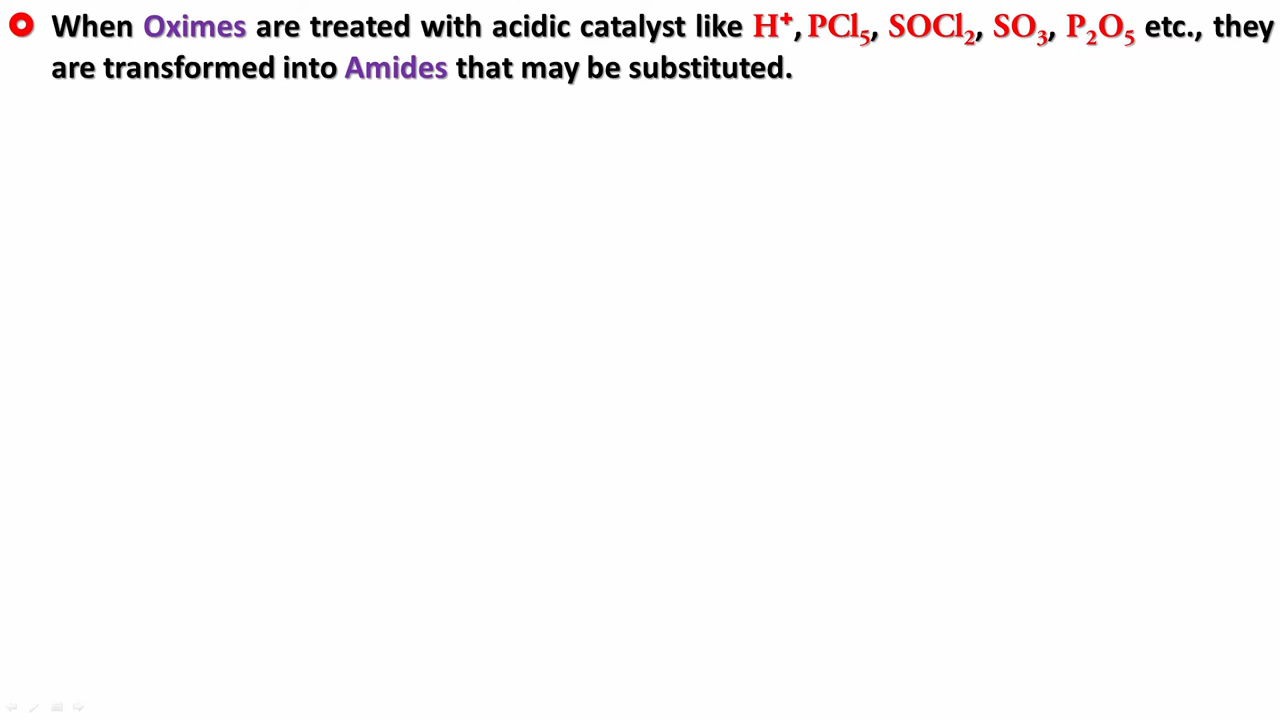 When Oximes are treated with acidic catalyst like H⁺, PCl₅, SOCl₂, SO₃, P₂O₅ etc., they
are transformed into Amides that may be substituted.